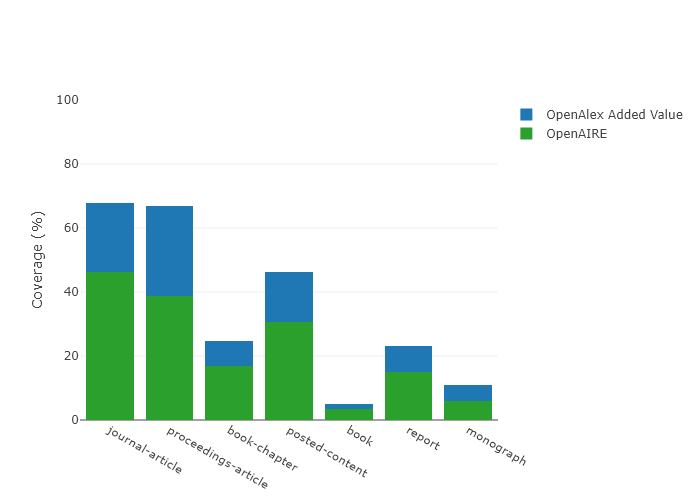 100
80
60
40
20
0
Coverage (%)
journal-article
proceedings-article
book-chapter
posted-content
book
report
monograph
OpenAlex Added Value
OpenAIRE